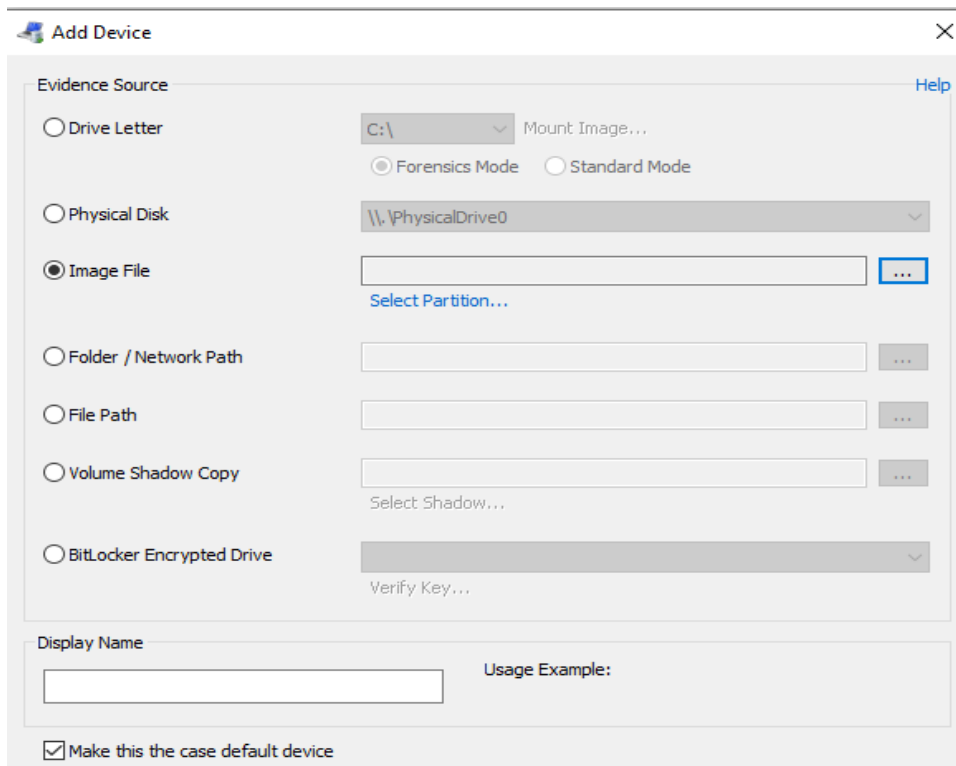 Add Device
Evidence Source Help
Drive Letter C:\ Mount Image...
Forensics Mode Standard Mode
Physical Disk \\.\PhysicalDrive0
Image File ...
Select Partition...
Folder / Network Path ...
File Path ...
Volume Shadow Copy ...
Select Shadow...
BitLocker Encrypted Drive
Verify Key...
Display Name
Usage Example:
Make this the case default device